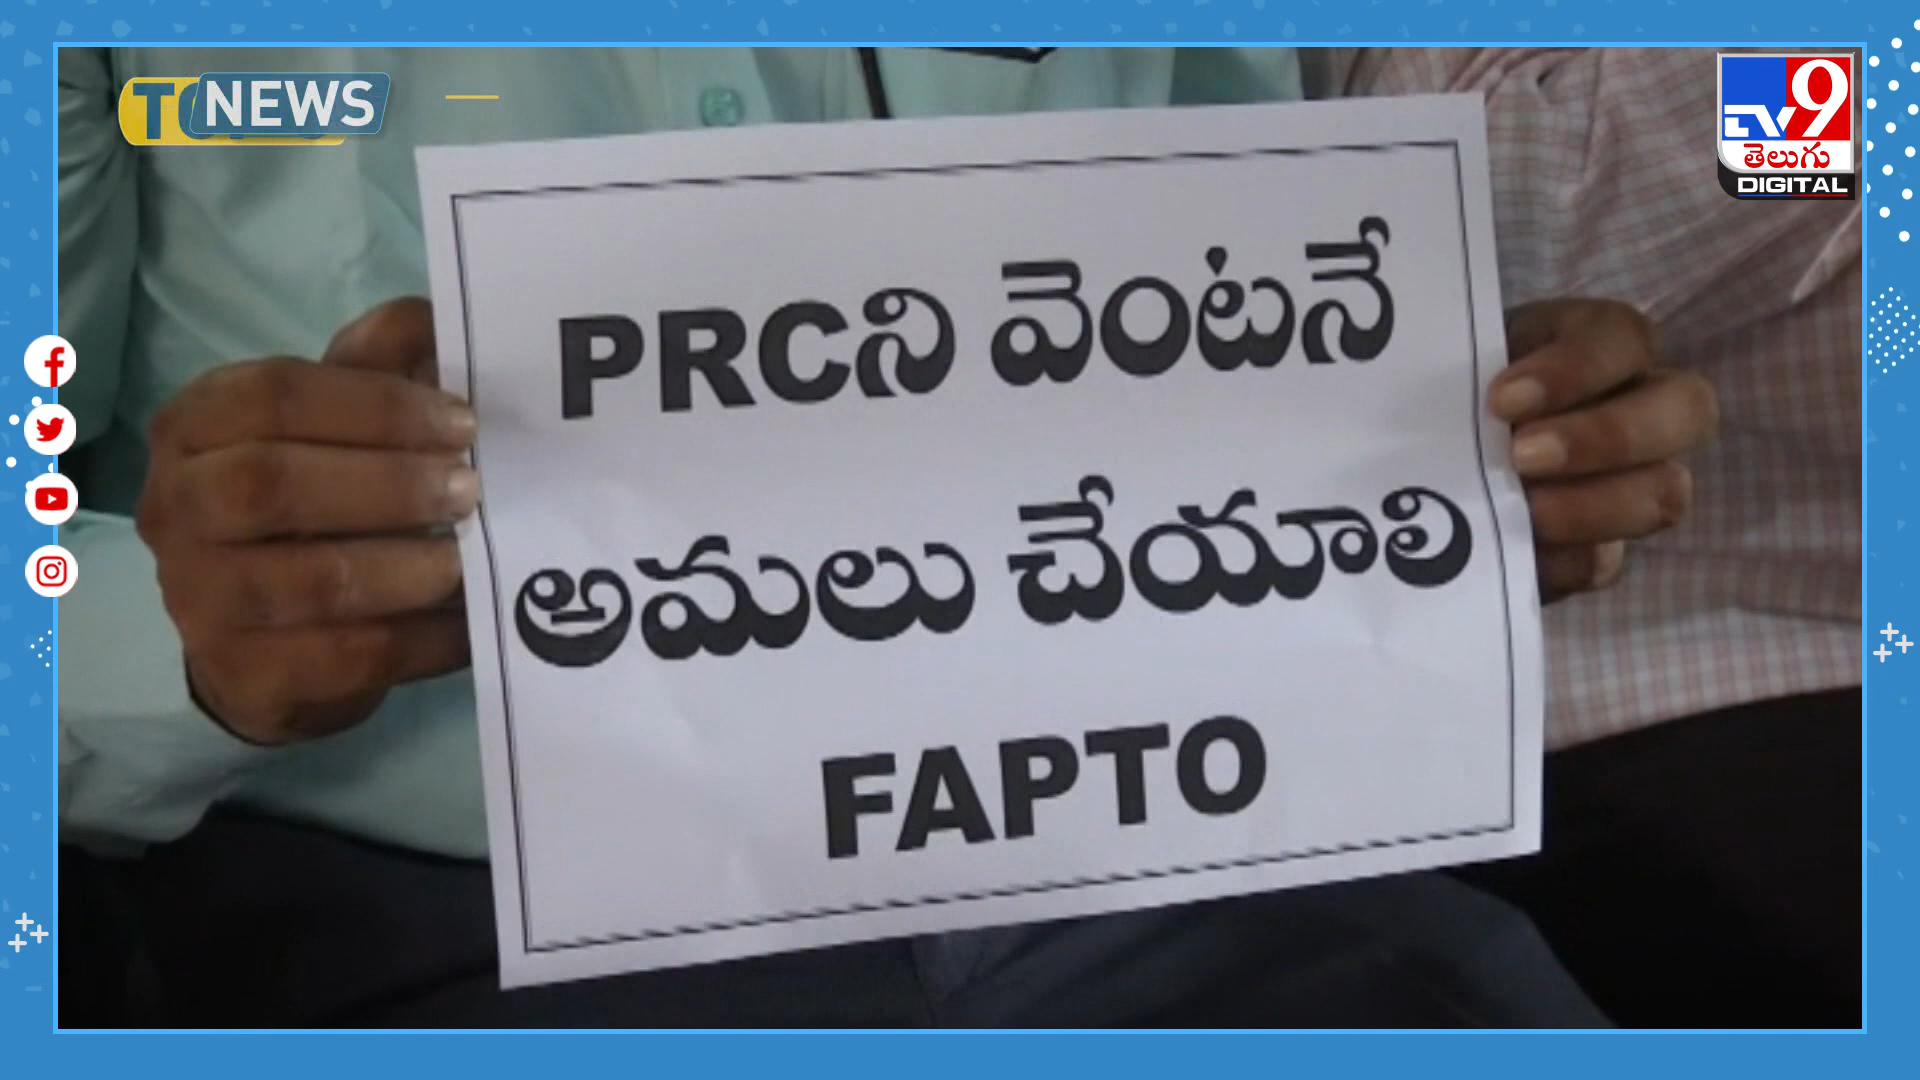 NEWS
TV9
తెలుగు
DIGITAL
PRCని వెంటనే
అమలు చేయాలి
FAPTO